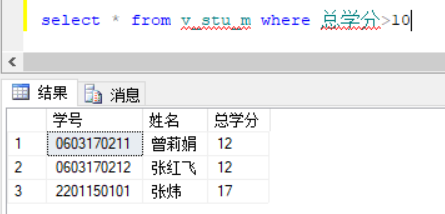 select * from v_stu_m where 总学分>10
结果 消息
学号 姓名 总学分
1 0603170211 曾莉娟 12
2 0603170212 张红飞 12
3 2201150101 张炜 17